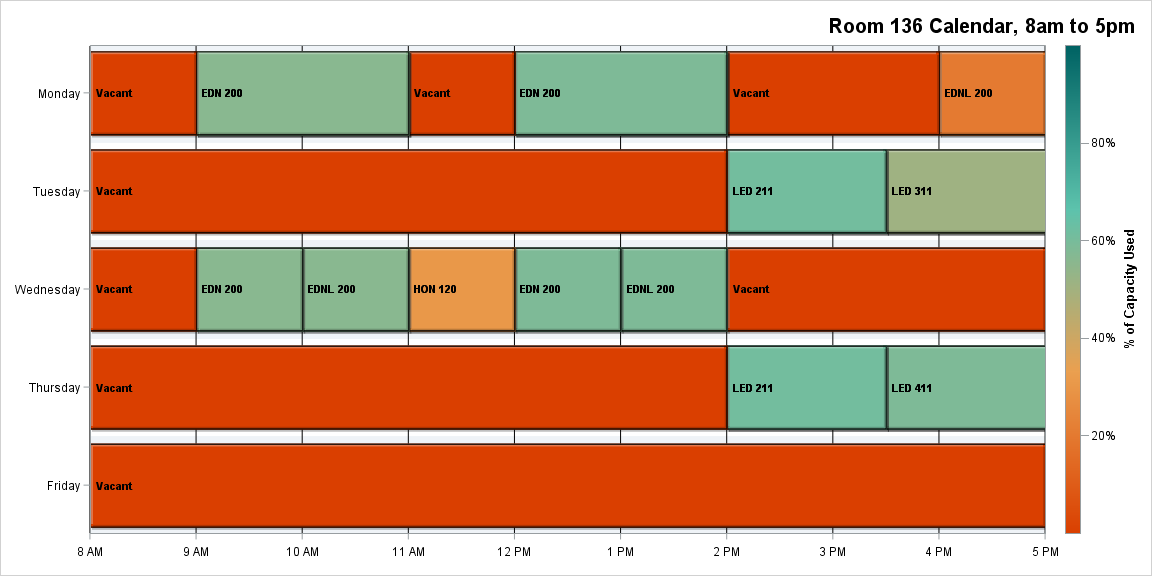 Room 136 Calendar, 8am to 5pm
Monday
Vacant
EDN 200
Vacant
EDN 200
Vacant
EDNL 200
Tuesday
Vacant
LED 211
LED 311
Wednesday
Vacant
EDN 200
EDNL 200
HON 120
EDN 200
EDNL 200
Vacant
Thursday
Vacant
LED 211
LED 411
Friday
Vacant
8 AM
9 AM
10 AM
11 AM
12 PM
1 PM
2 PM
3 PM
4 PM
5 PM
80%
60%
40%
20%
% of Capacity Used